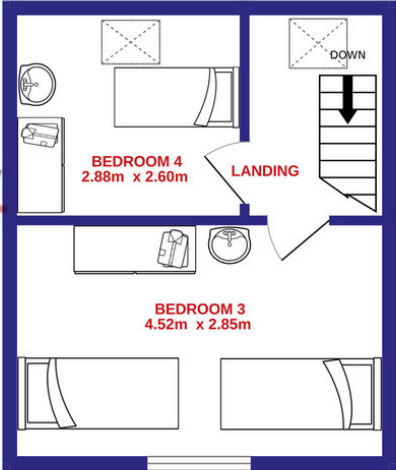 DOWN
BEDROOM 4
2.88m x 2.60m
LANDING
BEDROOM 3
4.52m x 2.85m